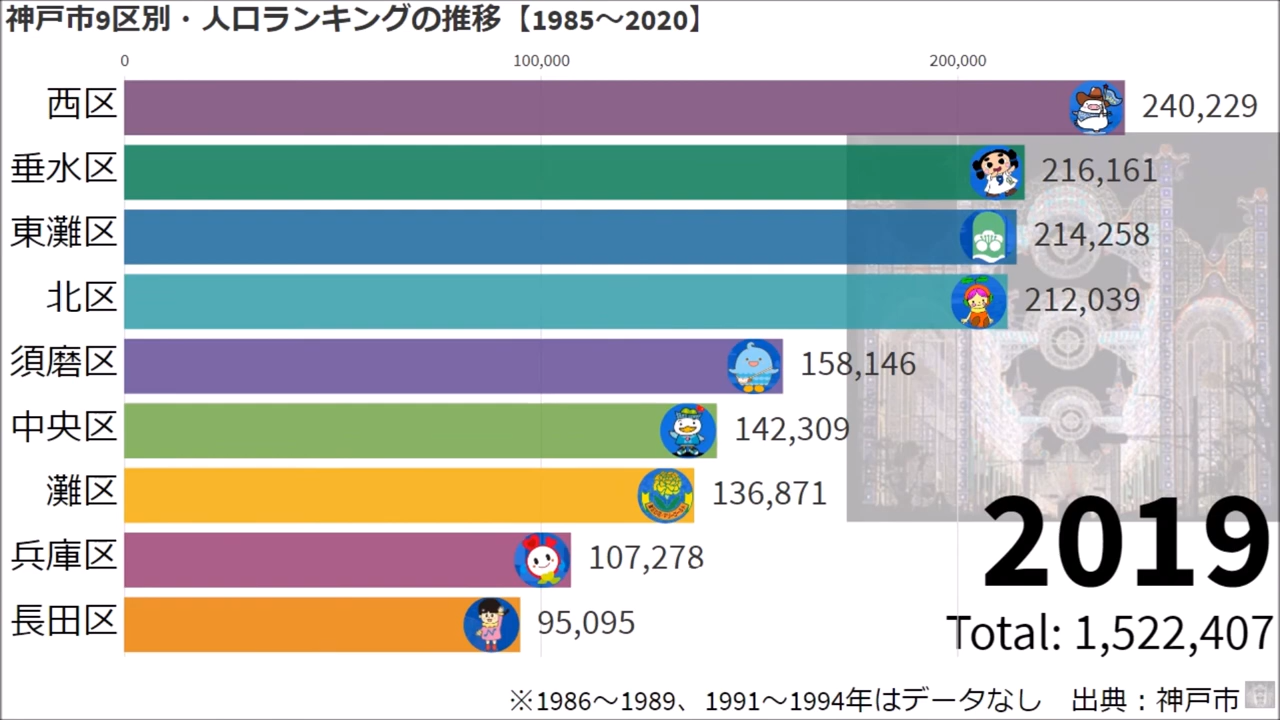 神戸市9区別・人口ランキングの推移【1985～2020】
0 100,000 200,000
西区 240,229
垂水区 216,161
東灘区 214,258
北区 212,039
須磨区 158,146
中央区 142,309
灘区 136,871
兵庫区 107,278
長田区 95,095
2019
Total: 1,522,407
※1986～1989、1991～1994年はデータなし 出典：神戸市